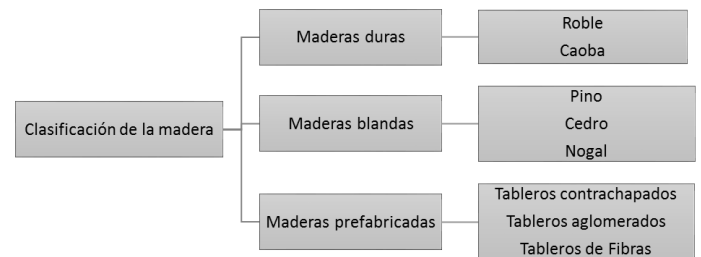 Clasificación de la madera
Maderas duras
Roble
Caoba
Maderas blandas
Pino
Cedro
Nogal
Maderas prefabricadas
Tableros contrachapados
Tableros aglomerados
Tableros de Fibras